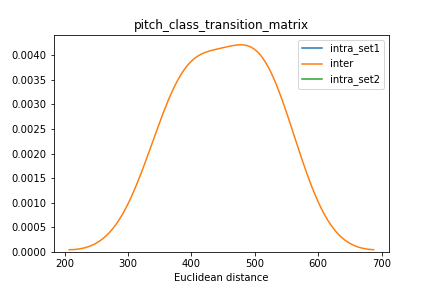 pitch_class_transition_matrix
intra_set1
inter
intra_set2
0.0040
0.0035
0.0030
0.0025
0.0020
0.0015
0.0010
0.0005
0.0000
200 300 400 500 600 700
Euclidean distance